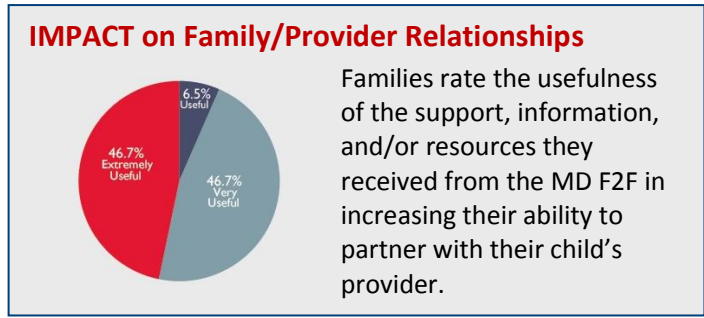 IMPACT on Family/Provider Relationships
6.5%
Useful
46.7%
Extremely
Useful
46.7%
Very
Useful
Families rate the usefulness
of the support, information,
and/or resources they
received from the MD F2F in
increasing their ability to
partner with their child's
provider.